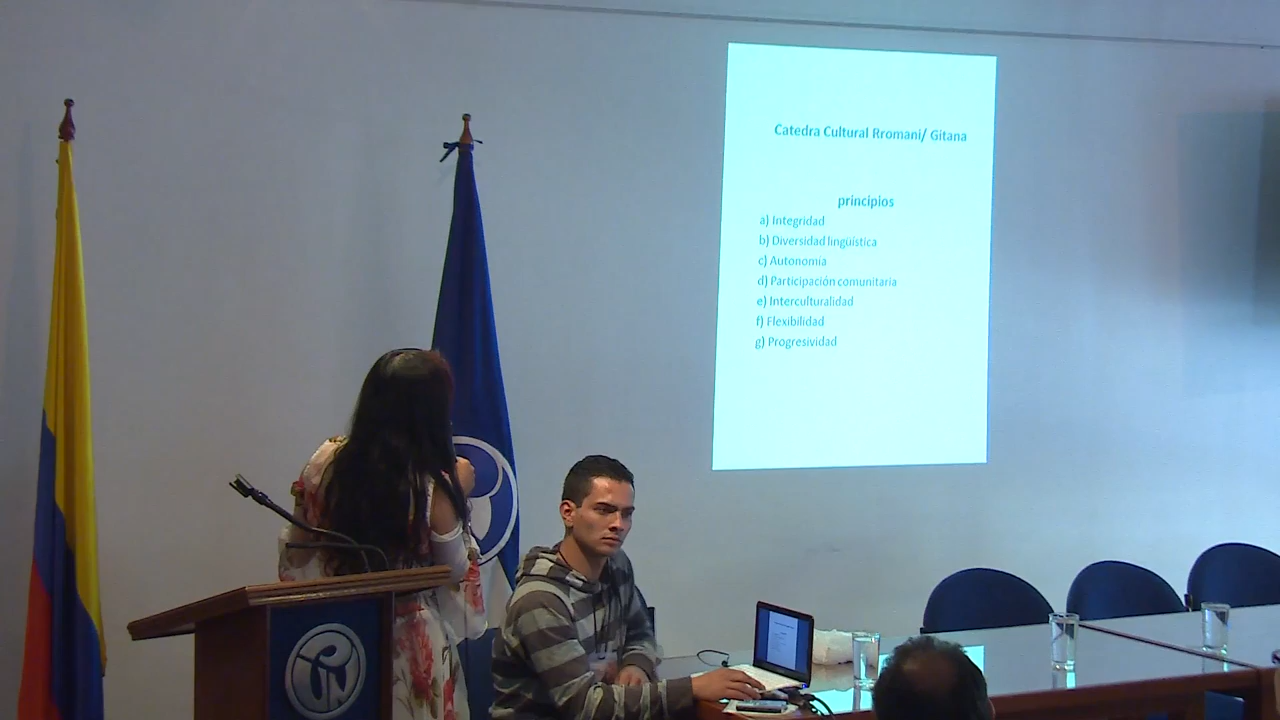 Catedra Cultural Rromani/ Gitana
principios
a) Integridad
b) Diversidad lingüística
c) Autonomia
d) Participación comunitaria
e) Interculturalidad
f) Flexibilidad
g) Progresividad